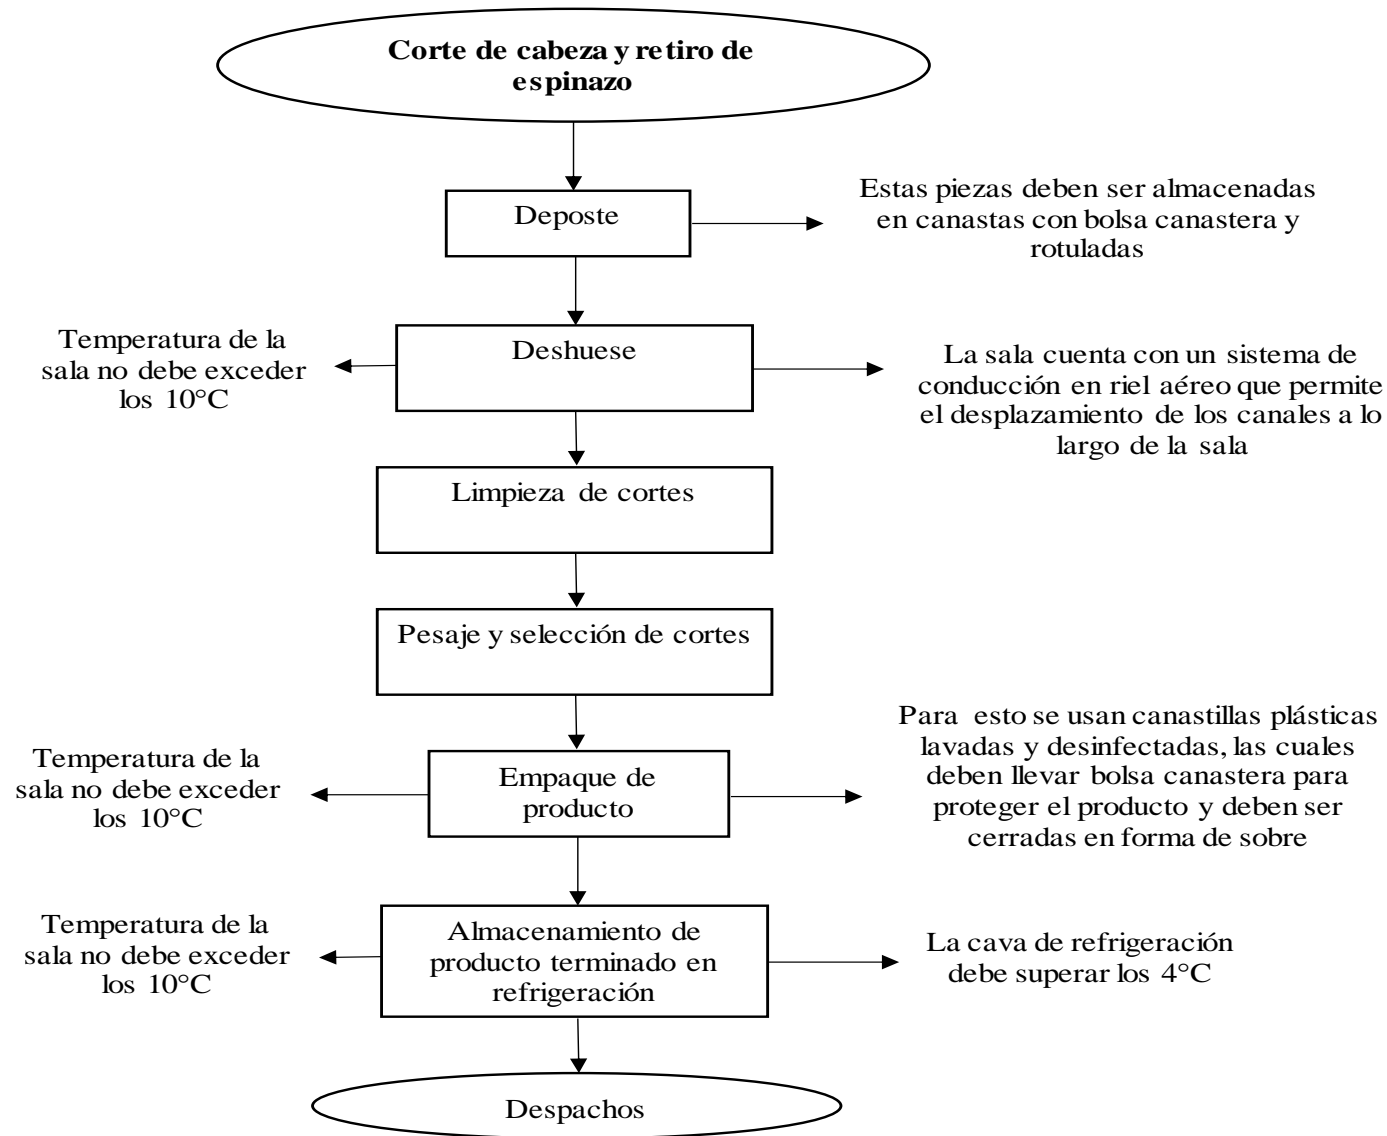 Corte de cabeza y retiro de
espinazo
Deposte
Estas piezas deben ser almacenadas
en canastas con bolsa canastera y
rotuladas
Temperatura de la
sala no debe exceder
los 10°C
Deshuese
La sala cuenta con un sistema de
conducción en riel aéreo que permite
el desplazamiento de los canales a lo
largo de la sala
Limpieza de cortes
Pesaje y selección de cortes
Temperatura de la
sala no debe exceder
los 10°C
Empaque de
producto
Para esto se usan canastillas plásticas
lavadas y desinfectadas, las cuales
deben llevar bolsa canastera para
proteger el producto y deben ser
cerradas en forma de sobre
Temperatura de la
sala no debe exceder
los 10°C
Almacenamiento de
producto terminado en
refrigeración
La cava de refrigeración
debe superar los 4°C
Despachos